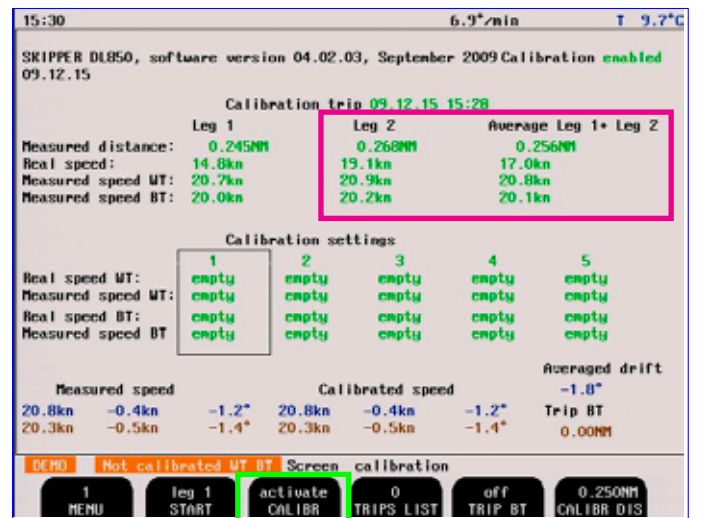 15:30 6.9°/min T 9.7°C
SKIPPER DL850, software version 04.02.03, September 2009 Calibration enabled
09.12.15
Calibration trip 09.12.15 15:28
Leg 1 Leg 2 Average Leg 1+ Leg 2
Measured distance: 0.245NM 0.268NM 0.256NM
Real speed: 14.8kn 19.1kn 17.0kn
Measured speed WT: 20.7kn 20.9kn 20.8kn
Measured speed BT: 20.0kn 20.2kn 20.1kn
Calibration settings
1 2 3 4 5
Real speed WT: empty empty empty empty empty
Measured speed WT: empty empty empty empty empty
Real speed BT: empty empty empty empty empty
Measured speed BT empty empty empty empty empty
Averaged drift
Measured speed Calibrated speed -1.8°
20.8kn -0.4kn -1.2° 20.8kn -0.4kn -1.2° Trip BT
20.3kn -0.5kn -1.4° 20.3kn -0.5kn -1.4° 0.00NM
DEMO Not calibrated WT BT Screen calibration
1 leg 1 activate 0 off 0.250NM
MENU START CALIBR TRIPS LIST TRIP BT CALIBR DIS